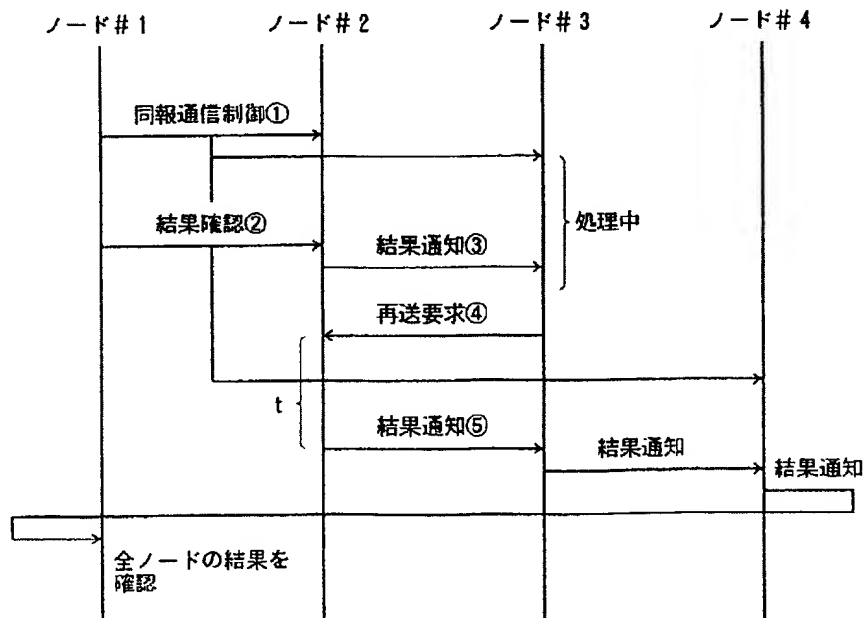 ノード#1
ノード#2
ノード#3
ノード#4
同報通信制御①
結果確認②
結果通知③
処理中
再送要求④
t
結果通知⑤
結果通知
結果通知
全ノードの結果を
確認